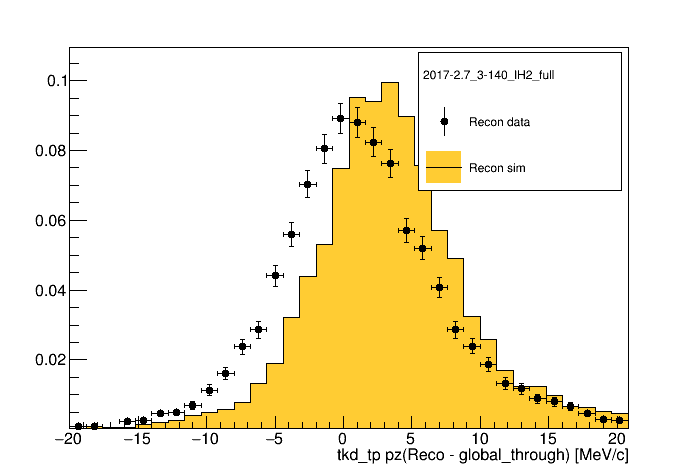 2017-2.7_3-140_IH2_full
Recon data
Recon sim
0.1
0.08
0.06
0.04
0.02
−20 −15 −10 −5 0 5 10 15 20
tkd_tp pz(Reco - global_through) [MeV/c]